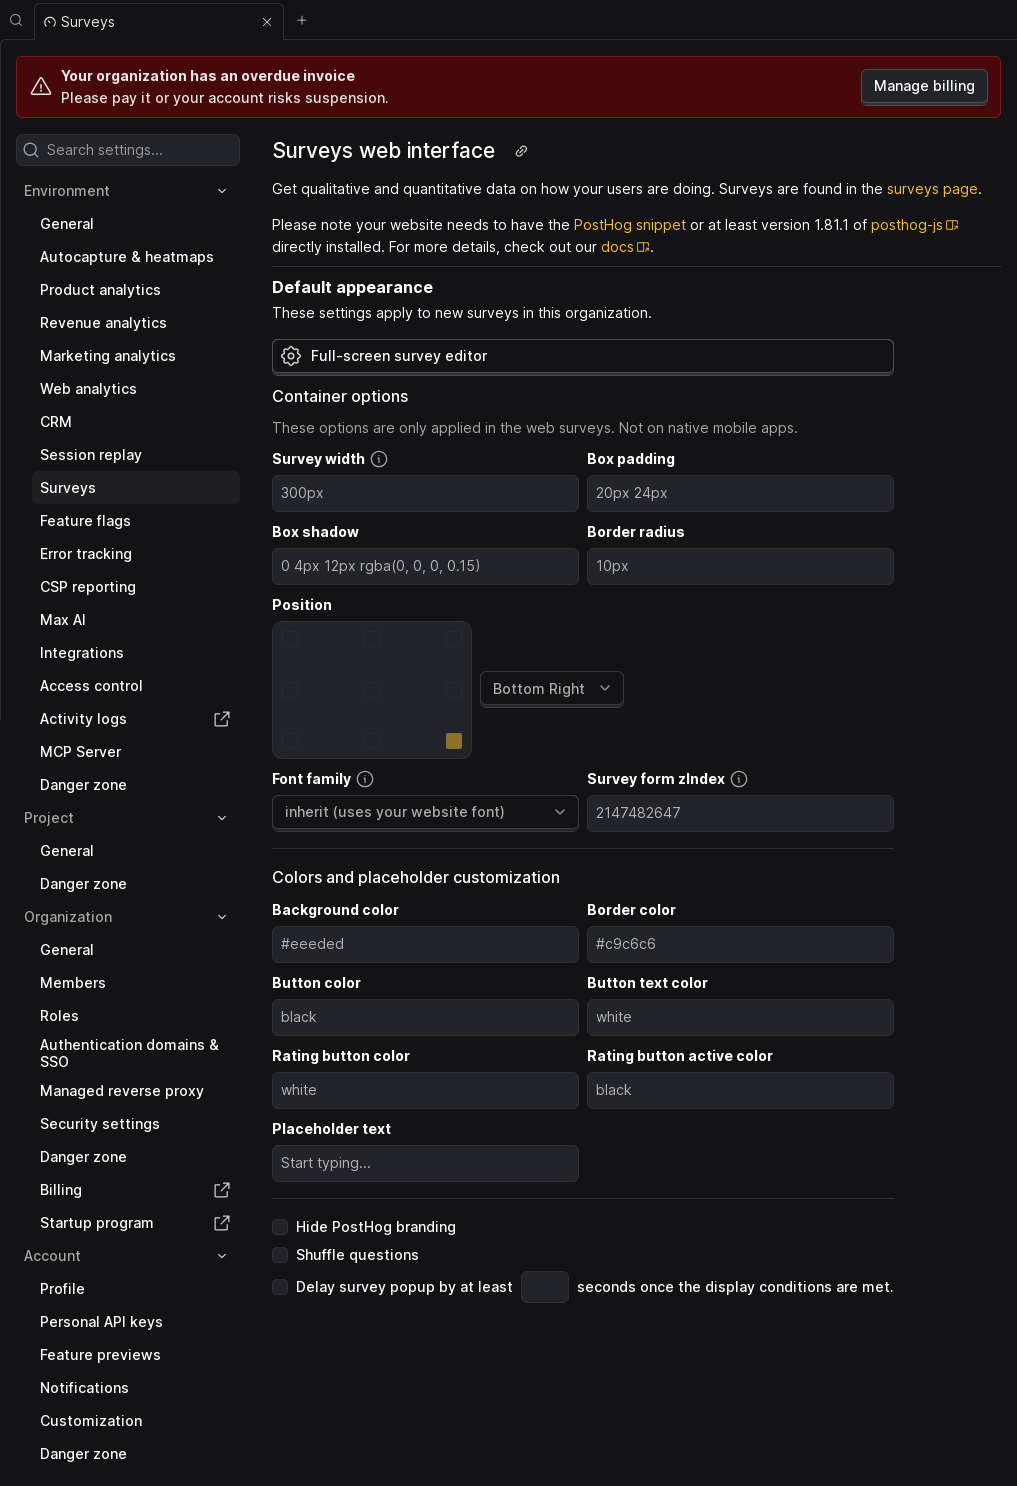 Surveys
Your organization has an overdue invoice
Please pay it or your account risks suspension.
Manage billing
Search settings...
Environment
General
Autocapture & heatmaps
Product analytics
Revenue analytics
Marketing analytics
Web analytics
CRM
Session replay
Surveys
Feature flags
Error tracking
CSP reporting
Max AI
Integrations
Access control
Activity logs
MCP Server
Danger zone
Project
General
Danger zone
Organization
General
Members
Roles
Authentication domains &
SSO
Managed reverse proxy
Security settings
Danger zone
Billing
Startup program
Account
Profile
Personal API keys
Feature previews
Notifications
Customization
Danger zone
Surveys web interface
Get qualitative and quantitative data on how your users are doing. Surveys are found in the surveys page.
Please note your website needs to have the PostHog snippet or at least version 1.81.1 of posthog-js
directly installed. For more details, check out our docs.
Default appearance
These settings apply to new surveys in this organization.
Full-screen survey editor
Container options
These options are only applied in the web surveys. Not on native mobile apps.
Survey width
Box padding
300px
20px 24px
Box shadow
Border radius
0 4px 12px rgba(0, 0, 0, 0.15)
10px
Position
Bottom Right
Font family
Survey form zIndex
inherit (uses your website font)
2147482647
Colors and placeholder customization
Background color
Border color
#eeeded
#c9c6c6
Button color
Button text color
black
white
Rating button color
Rating button active color
white
black
Placeholder text
Start typing...
Hide PostHog branding
Shuffle questions
Delay survey popup by at least seconds once the display conditions are met.